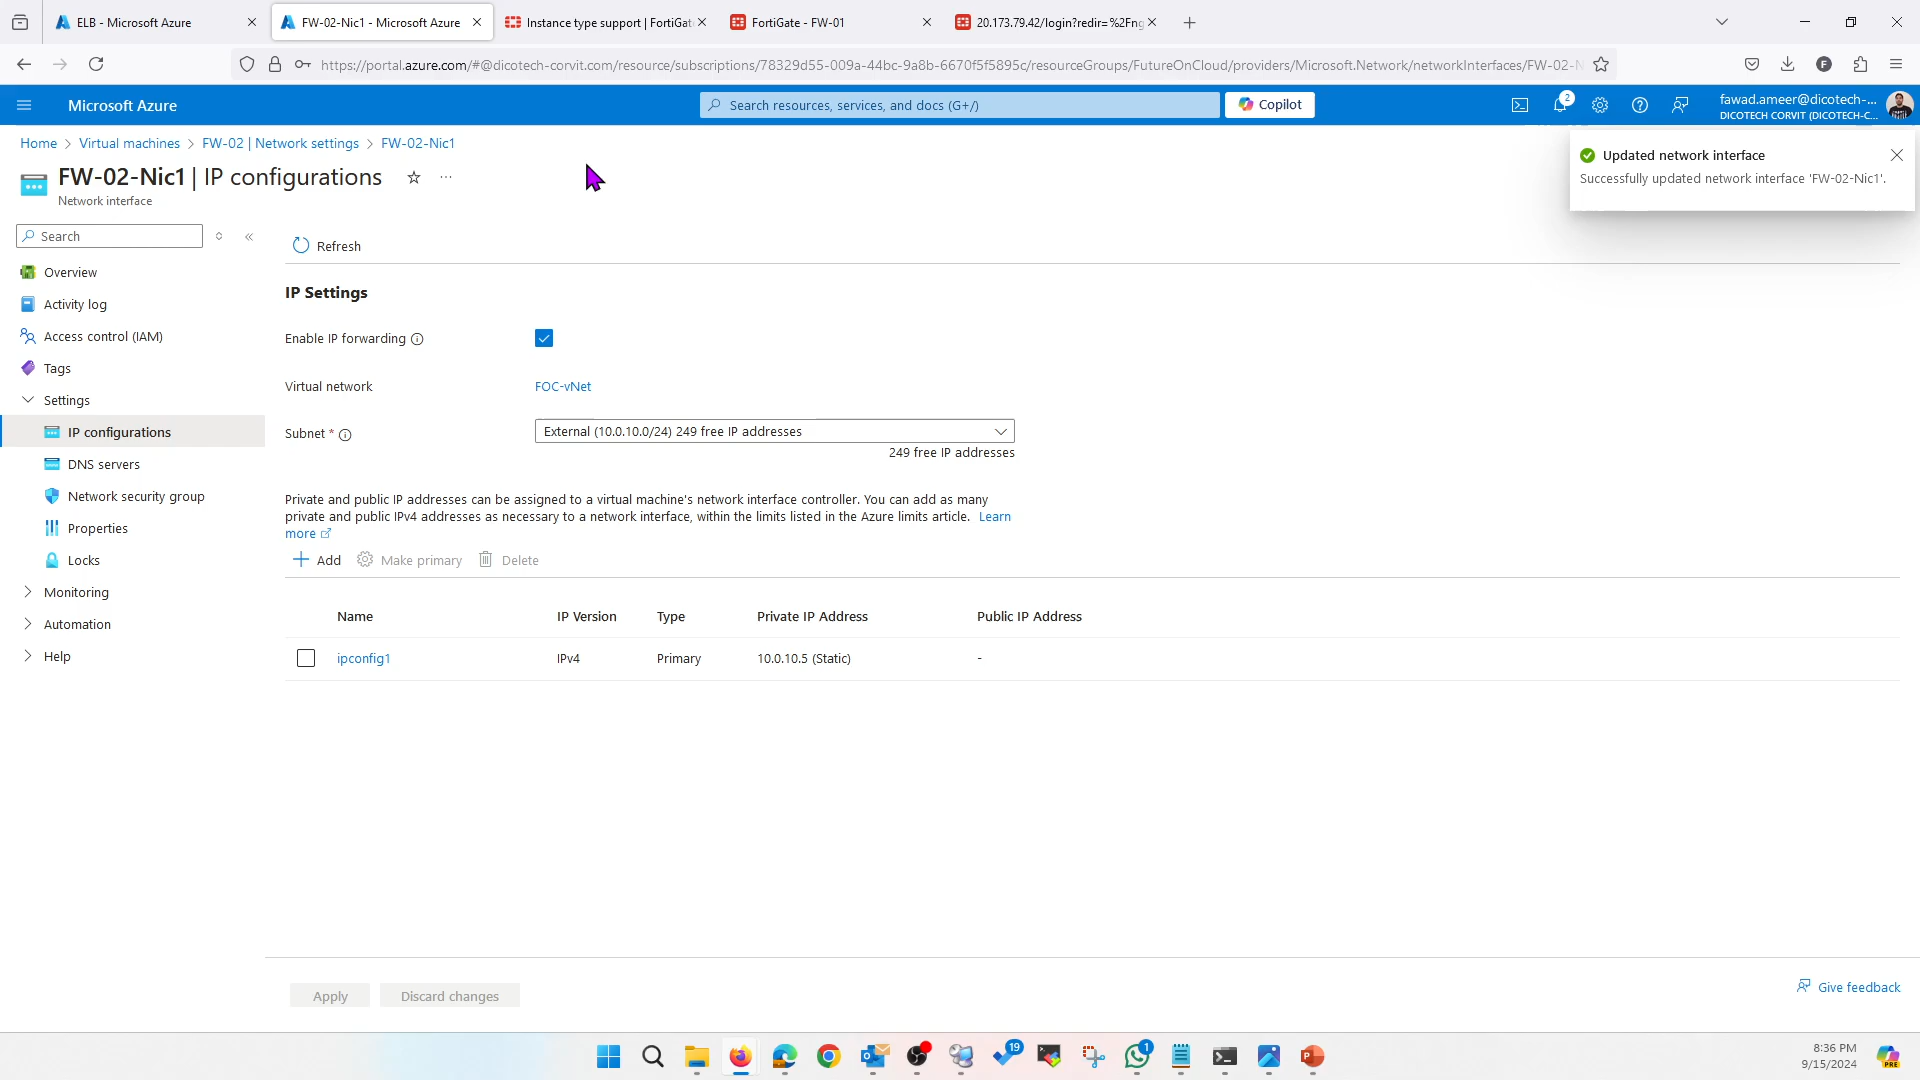 ELB - Microsoft Azure
FW-02-Nic1 - Microsoft Azure
Instance type support | FortiGat
FortiGate - FW-01
20.173.79.42/login?redir=%2Fng
https://portal.azure.com/#@dicotech-corvit.com/resource/subscriptions/78329d55-009a-44bc-9a8b-6670f5f5895c/resourceGroups/FutureOnCloud/providers/Microsoft.Network/networkInterfaces/FW-02-N
Microsoft Azure
Search resources, services, and docs (G+/)
Copilot
2
fawad.ameer@dicotech-...
DICOTECH CORVIT (DICOTECH-C...
Home > Virtual machines > FW-02 | Network settings > FW-02-Nic1
Updated network interface
Successfully updated network interface 'FW-02-Nic1'.
FW-02-Nic1 | IP configurations
Network interface
Search
Refresh
Overview
Activity log
Access control (IAM)
Tags
Settings
IP configurations
DNS servers
Network security group
Properties
Locks
Monitoring
Automation
Help
IP Settings
Enable IP forwarding
Virtual network
FOC-vNet
Subnet *
External (10.0.10.0/24) 249 free IP addresses
249 free IP addresses
Private and public IP addresses can be assigned to a virtual machine's network interface controller. You can add as many
private and public IPv4 addresses as necessary to a network interface, within the limits listed in the Azure limits article. Learn
more
Add
Make primary
Delete
Name IP Version Type Private IP Address Public IP Address
ipconfig1 IPv4 Primary 10.0.10.5 (Static) -
Apply
Discard changes
Give feedback
19
1
8:36 PM
9/15/2024
PRE